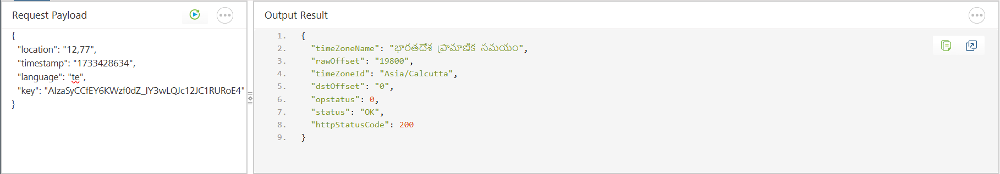 Request Payload
{
"location": "12,77",
"timestamp": "1733428634",
"language": "te",
"key": "AIzaSyCCfEY6KWzf0dZ_IY3wLQJc12JC1RURoE4"
}
Output Result
1. {
2. "timeZoneName": "భారతదేశ ప్రామాణిక సమయం",
3. "rawOffset": "19800",
4. "timeZoneId": "Asia/Calcutta",
5. "dstOffset": "0",
6. "opstatus": 0,
7. "status": "OK",
8. "httpStatusCode": 200
9. }